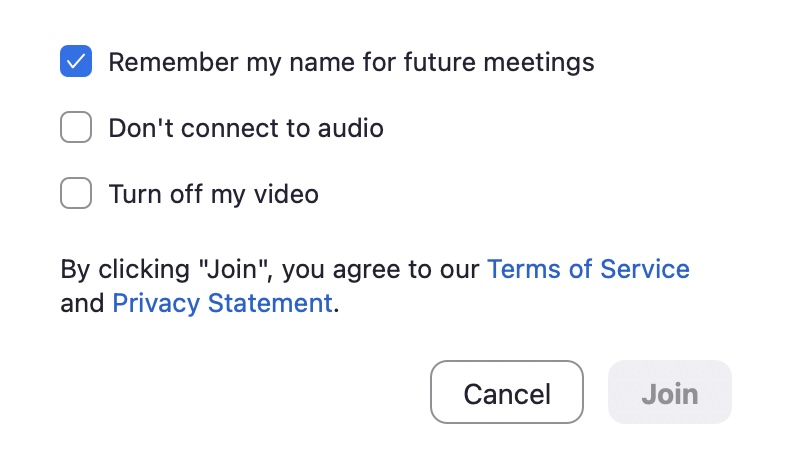 Remember my name for future meetings
Don't connect to audio
Turn off my video
By clicking "Join", you agree to our Terms of Service
and Privacy Statement.
Cancel Join